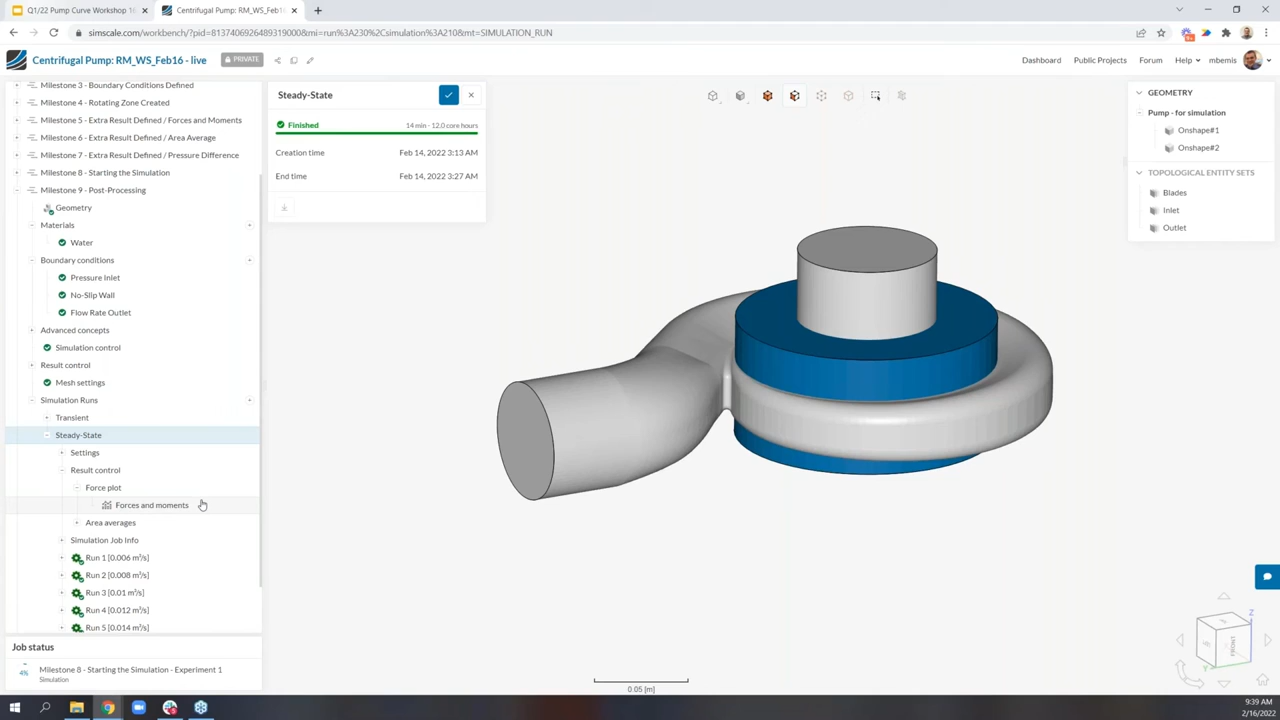 Q1/22 Pump Curve Workshop 16
Centrifugal Pump: RM_WS_Feb16
simscale.com/workbench/?pid=8137406926489319000&mi=run%3A230%2Csimulation%3A210&mt=SIMULATION_RUN
Centrifugal Pump: RM_WS_Feb16 - live
PRIVATE
Dashboard
Public Projects
Forum
Help
mbemis
Milestone 3 - Boundary Conditions Defined
Milestone 4 - Rotating Zone Created
Milestone 5 - Extra Result Defined / Forces and Moments
Milestone 6 - Extra Result Defined / Area Average
Milestone 7 - Extra Result Defined / Pressure Difference
Milestone 8 - Starting the Simulation
Milestone 9 - Post-Processing
Geometry
Materials
Water
Boundary conditions
Pressure Inlet
No-Slip Wall
Flow Rate Outlet
Advanced concepts
Simulation control
Result control
Mesh settings
Simulation Runs
Transient
Steady-State
Settings
Result control
Force plot
Forces and moments
Area averages
Simulation Job Info
Run 1 [0.006 m³/s]
Run 2 [0.008 m³/s]
Run 3 [0.01 m³/s]
Run 4 [0.012 m³/s]
Run 5 [0.014 m³/s]
Job status
4%
Milestone 8 - Starting the Simulation - Experiment 1
Simulation
Steady-State
Finished
14 min - 12.0 core hours
Creation time
Feb 14, 2022 3:13 AM
End time
Feb 14, 2022 3:27 AM
GEOMETRY
Pump - for simulation
Onshape#1
Onshape#2
TOPOLOGICAL ENTITY SETS
Blades
Inlet
Outlet
0.05 [m]
Z
FRONT
Y
9:39 AM
2/16/2022